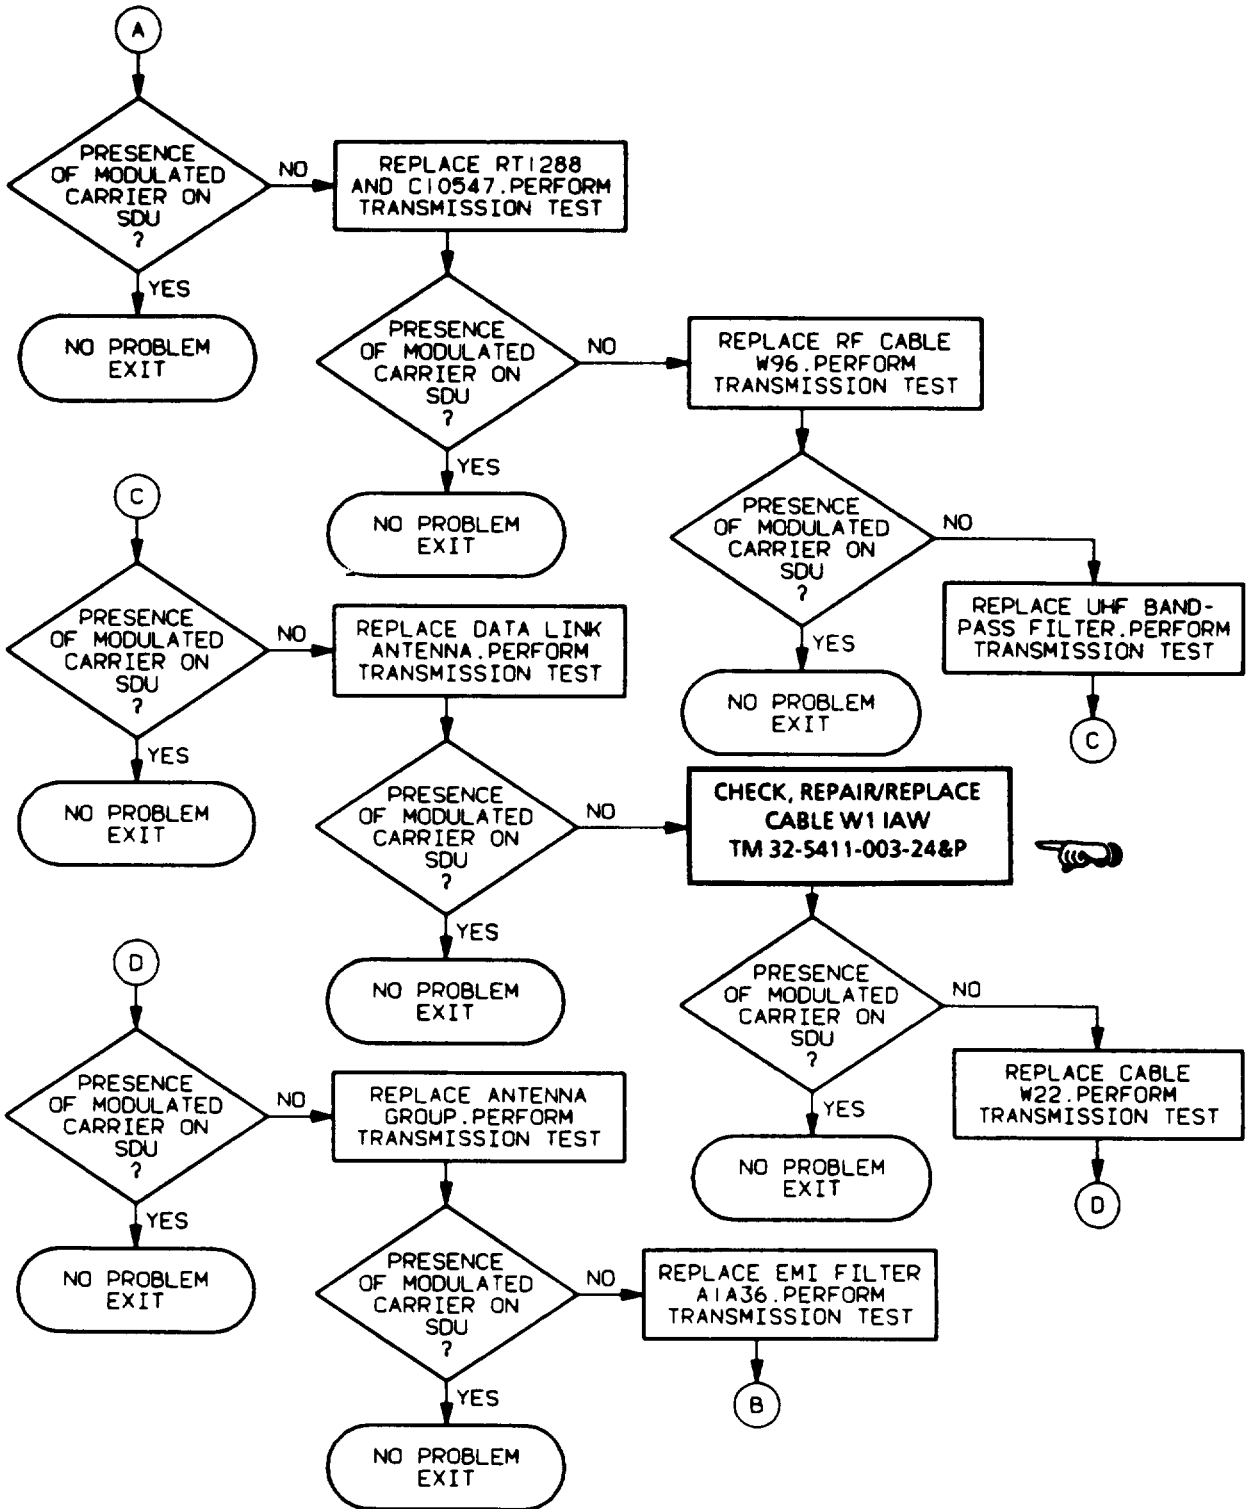 A
PRESENCE
OF MODULATED
CARRIER ON
SDU
?
NO
YES
NO PROBLEM
EXIT
REPLACE RT1288
AND C10547.PERFORM
TRANSMISSION TEST
PRESENCE
OF MODULATED
CARRIER ON
SDU
?
NO
YES
NO PROBLEM
EXIT
REPLACE RF CABLE
W96.PERFORM
TRANSMISSION TEST
PRESENCE
OF MODULATED
CARRIER ON
SDU
?
NO
YES
NO PROBLEM
EXIT
REPLACE UHF BAND-
PASS FILTER.PERFORM
TRANSMISSION TEST
C
C
PRESENCE
OF MODULATED
CARRIER ON
SDU
?
NO
YES
NO PROBLEM
EXIT
REPLACE DATA LINK
ANTENNA.PERFORM
TRANSMISSION TEST
PRESENCE
OF MODULATED
CARRIER ON
SDU
?
NO
YES
NO PROBLEM
EXIT
CHECK, REPAIR/REPLACE
CABLE W1 IAW
TM 32-5411-003-24&P
PRESENCE
OF MODULATED
CARRIER ON
SDU
?
NO
YES
NO PROBLEM
EXIT
REPLACE CABLE
W22.PERFORM
TRANSMISSION TEST
D
D
PRESENCE
OF MODULATED
CARRIER ON
SDU
?
NO
YES
NO PROBLEM
EXIT
REPLACE ANTENNA
GROUP.PERFORM
TRANSMISSION TEST
PRESENCE
OF MODULATED
CARRIER ON
SDU
?
NO
YES
NO PROBLEM
EXIT
REPLACE EMI FILTER
A1A36.PERFORM
TRANSMISSION TEST
B